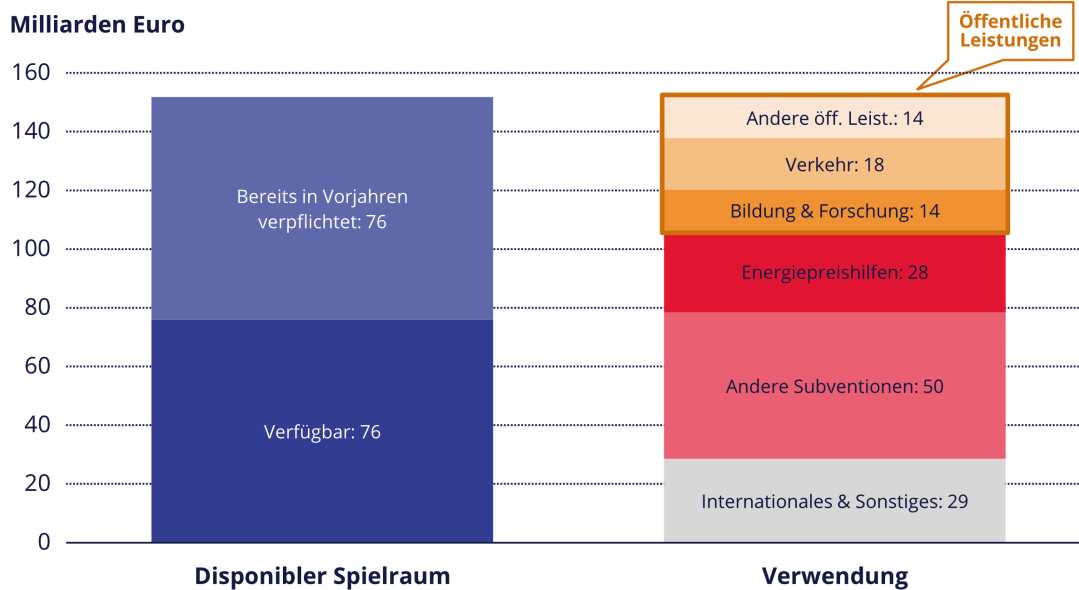 Milliarden Euro
Öffentliche
Leistungen
160
140
120
100
80
60
40
20
0
Bereits in Vorjahren
verpflichtet: 76
Verfügbar: 76
Andere öff. Leist.: 14
Verkehr: 18
Bildung & Forschung: 14
Energiepreishilfen: 28
Andere Subventionen: 50
Internationales & Sonstiges: 29
Disponibler Spielraum
Verwendung